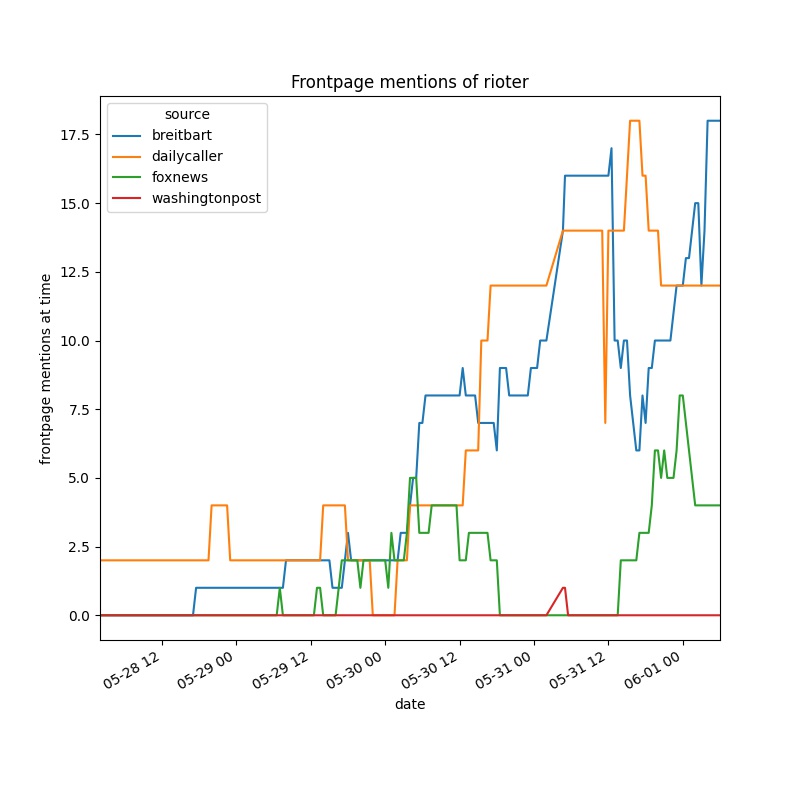 Frontpage mentions of rioter
source
breitbart
dailycaller
foxnews
washingtonpost
17.5
15.0
12.5
10.0
7.5
5.0
2.5
0.0
frontpage mentions at time
05-28 12
05-29 00
05-29 12
05-30 00
05-30 12
05-31 00
05-31 12
06-01 00
date